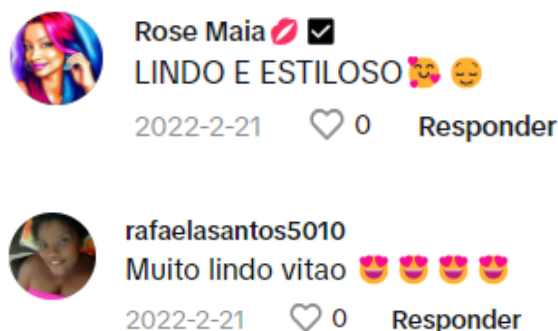 Rose Maia💋 ☑
LINDO E ESTILOSO🥰 😔
2022-2-21 0 Responder
rafaelasantos5010
Muito lindo vitao 😍 😍 😍 😍
2022-2-21 0 Responder